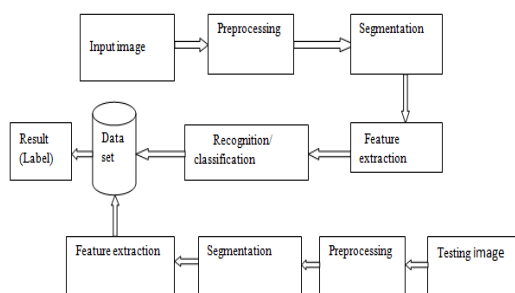 Input image
Preprocessing
Segmentation
Result
(Label)
Data
set
Recognition/
classification
Feature
extraction
Feature extraction
Segmentation
Preprocessing
Testing image